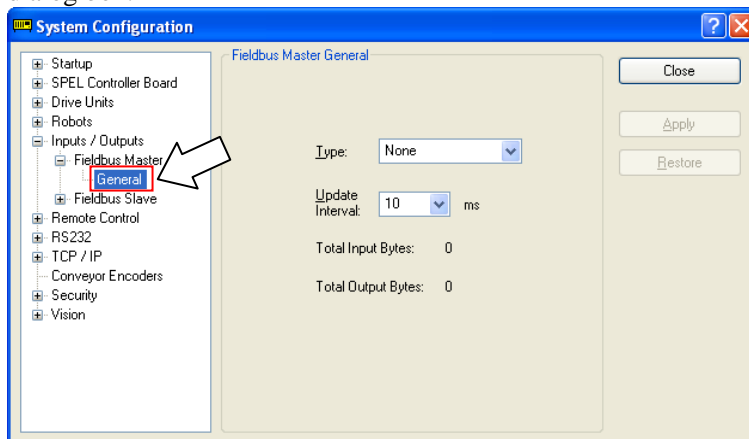 System Configuration
Startup
SPEL Controller Board
Drive Units
Robots
Inputs / Outputs
Fieldbus Master
General
Fieldbus Slave
Remote Control
RS232
TCP / IP
Conveyor Encoders
Security
Vision
Fieldbus Master General
Type: None
Update
Interval: 10 ms
Total Input Bytes: 0
Total Output Bytes: 0
Close
Apply
Restore